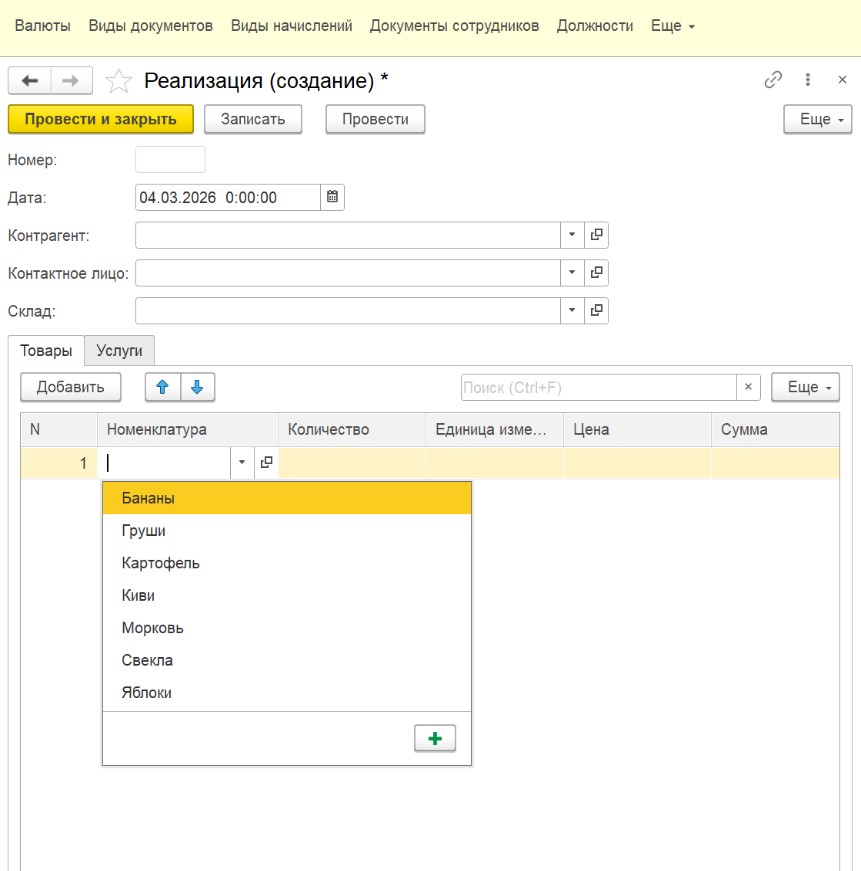 Валюты Виды документов Виды начислений Документы сотрудников Должности Еще
Реализация (создание) *
Провести и закрыть Записать Провести Еще
Номер:
Дата: 04.03.2026 0:00:00
Контрагент:
Контактное лицо:
Склад:
Товары Услуги
Добавить Поиск (Ctrl+F) × Еще
N Номенклатура Количество Единица изме... Цена Сумма
1
Бананы
Груши
Картофель
Киви
Морковь
Свекла
Яблоки